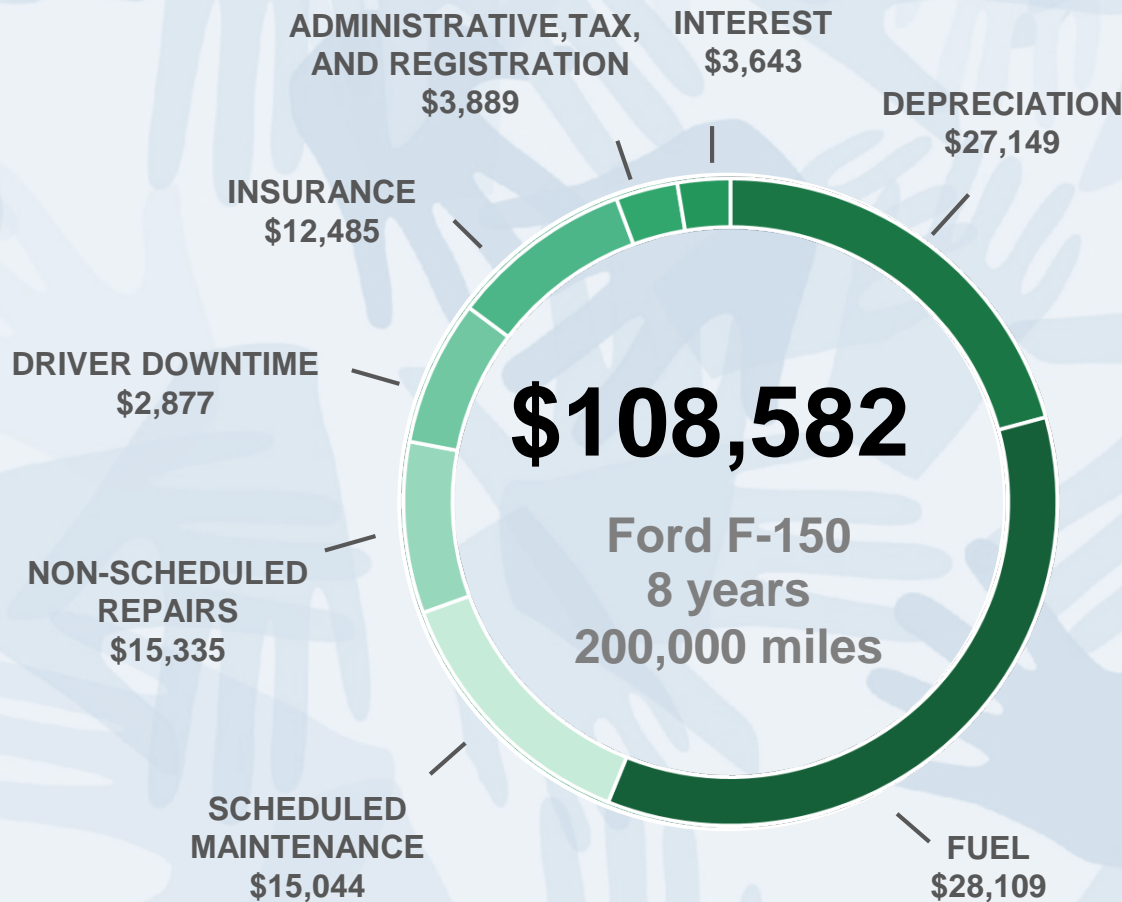 ADMINISTRATIVE,TAX,
AND REGISTRATION
$3,889
INTEREST
$3,643
DEPRECIATION
$27,149
INSURANCE
$12,485
DRIVER DOWNTIME
$2,877
$108,582
Ford F-150
8 years
200,000 miles
NON-SCHEDULED
REPAIRS
$15,335
SCHEDULED
MAINTENANCE
$15,044
FUEL
$28,109